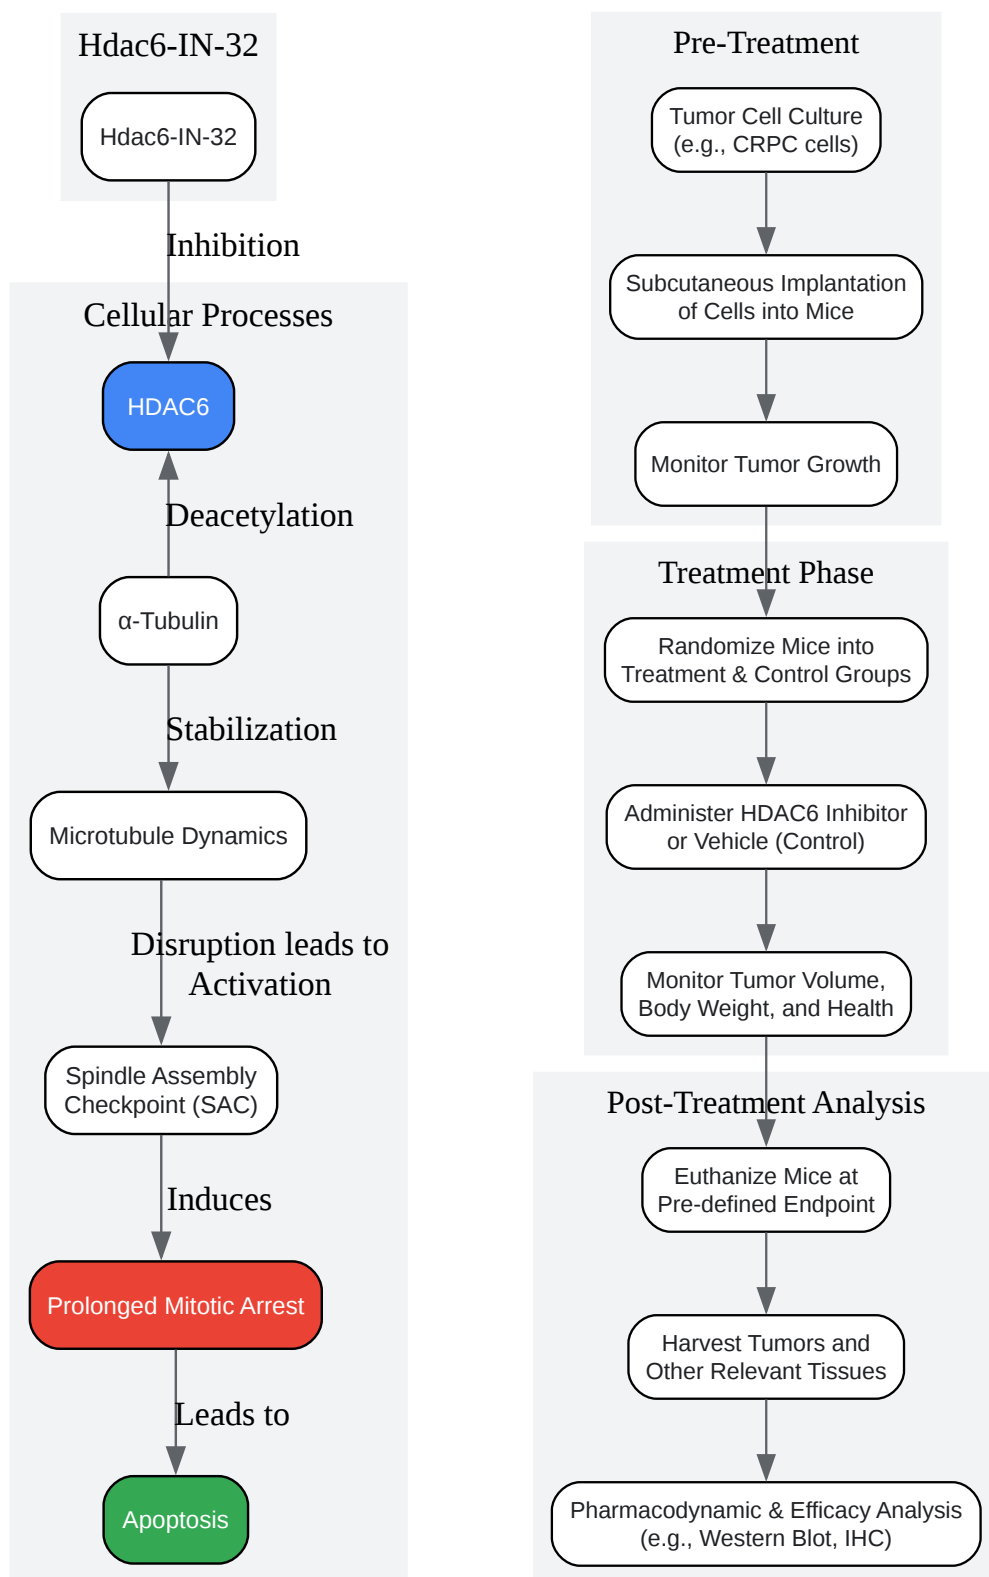 Hdac6-IN-32
Hdac6-IN-32
Inhibition
Cellular Processes
HDAC6
Deacetylation
α-Tubulin
Stabilization
Microtubule Dynamics
Disruption leads to
Activation
Spindle Assembly
Checkpoint (SAC)
Induces
Prolonged Mitotic Arrest
Leads to
Apoptosis
Pre-Treatment
Tumor Cell Culture
(e.g., CRPC cells)
Subcutaneous Implantation
of Cells into Mice
Monitor Tumor Growth
Treatment Phase
Randomize Mice into
Treatment & Control Groups
Administer HDAC6 Inhibitor
or Vehicle (Control)
Monitor Tumor Volume,
Body Weight, and Health
Post-Treatment Analysis
Euthanize Mice at
Pre-defined Endpoint
Harvest Tumors and
Other Relevant Tissues
Pharmacodynamic & Efficacy Analysis
(e.g., Western Blot, IHC)